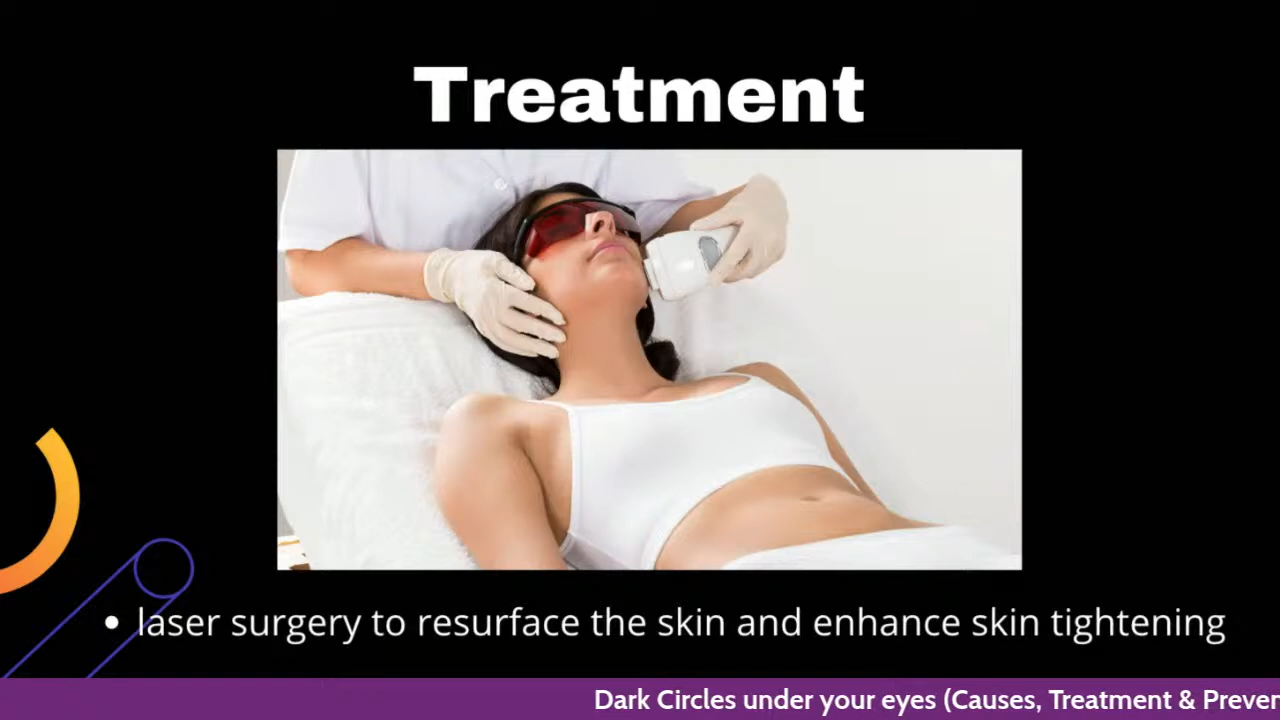 Treatment
• laser surgery to resurface the skin and enhance skin tightening
Dark Circles under your eyes (Causes, Treatment & Preven